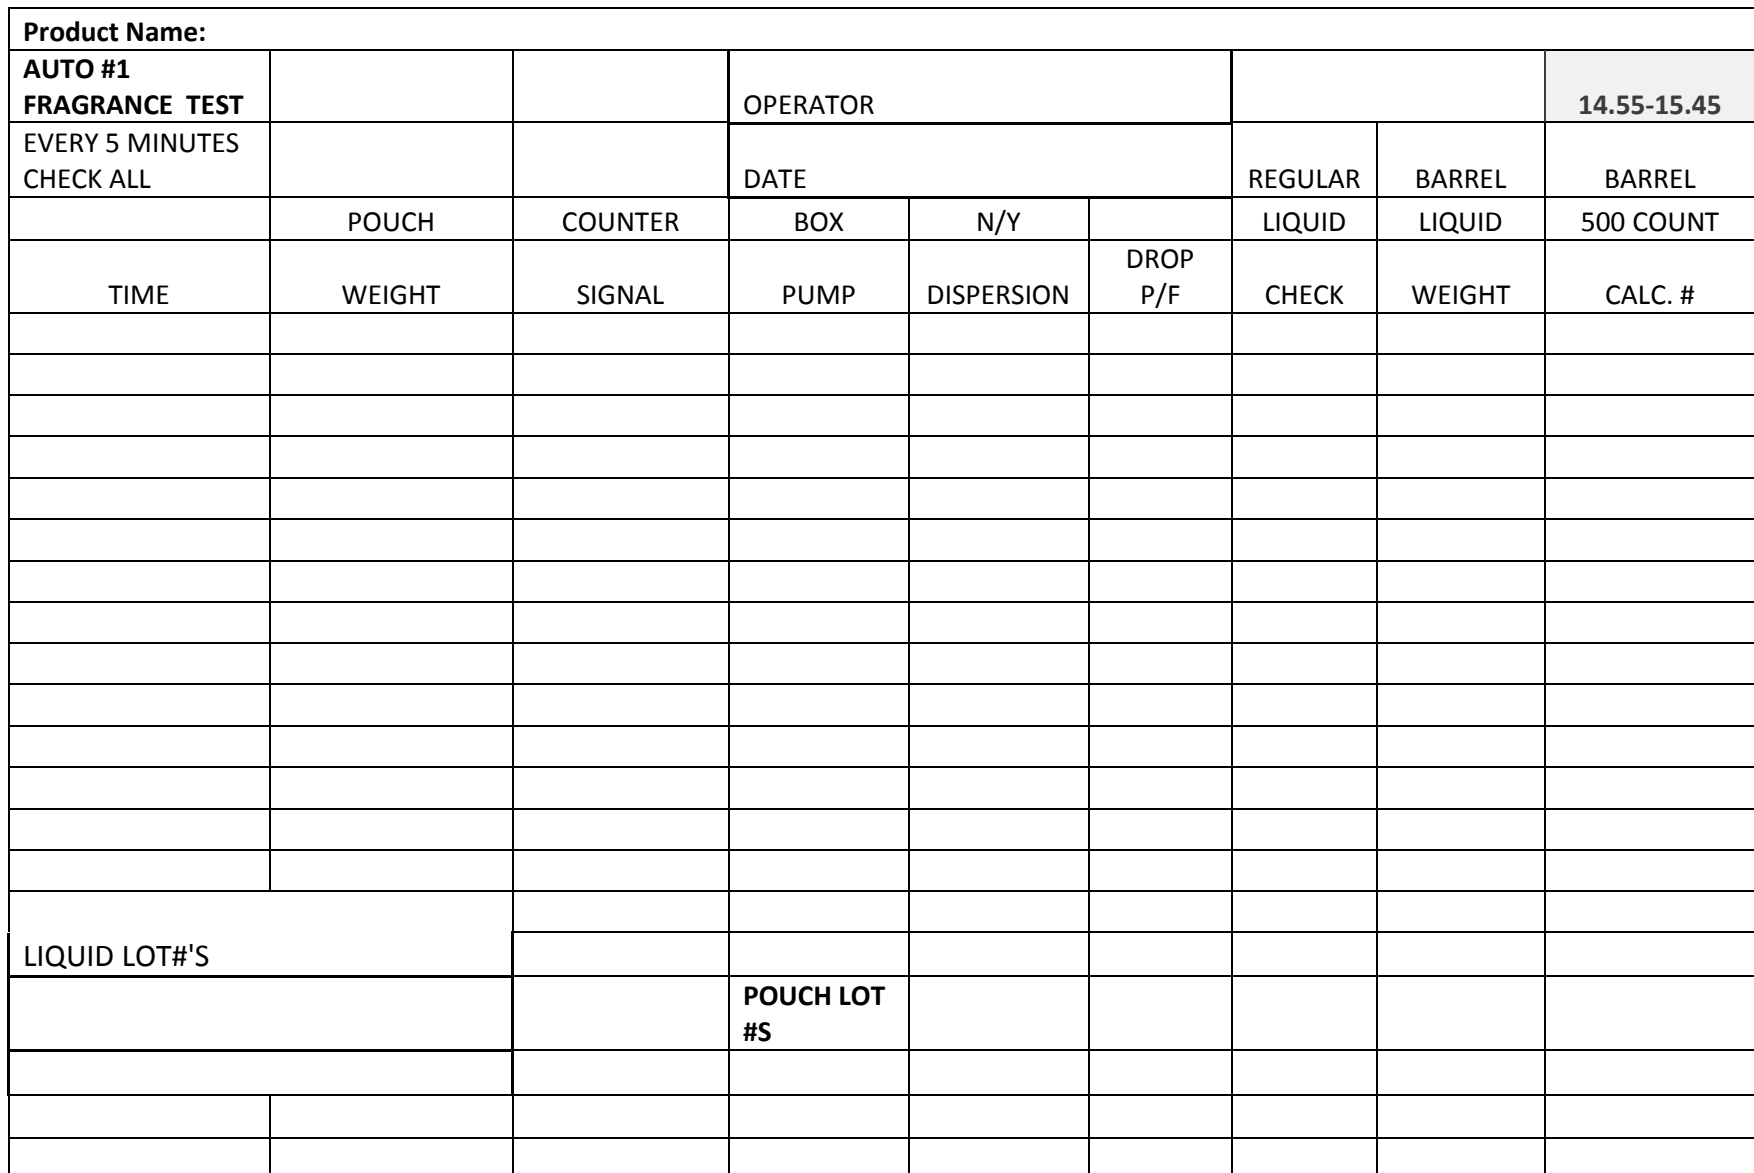 Product Name:
AUTO #1
FRAGRANCE  TEST
OPERATOR
14.55-15.45
EVERY 5 MINUTES
CHECK ALL
DATE
REGULAR
BARREL
BARREL
POUCH
COUNTER
BOX
N/Y
LIQUID
LIQUID
500 COUNT
TIME
WEIGHT
SIGNAL
PUMP
DISPERSION
DROP
P/F
CHECK
WEIGHT
CALC. #
LIQUID LOT#'S
POUCH LOT
#S